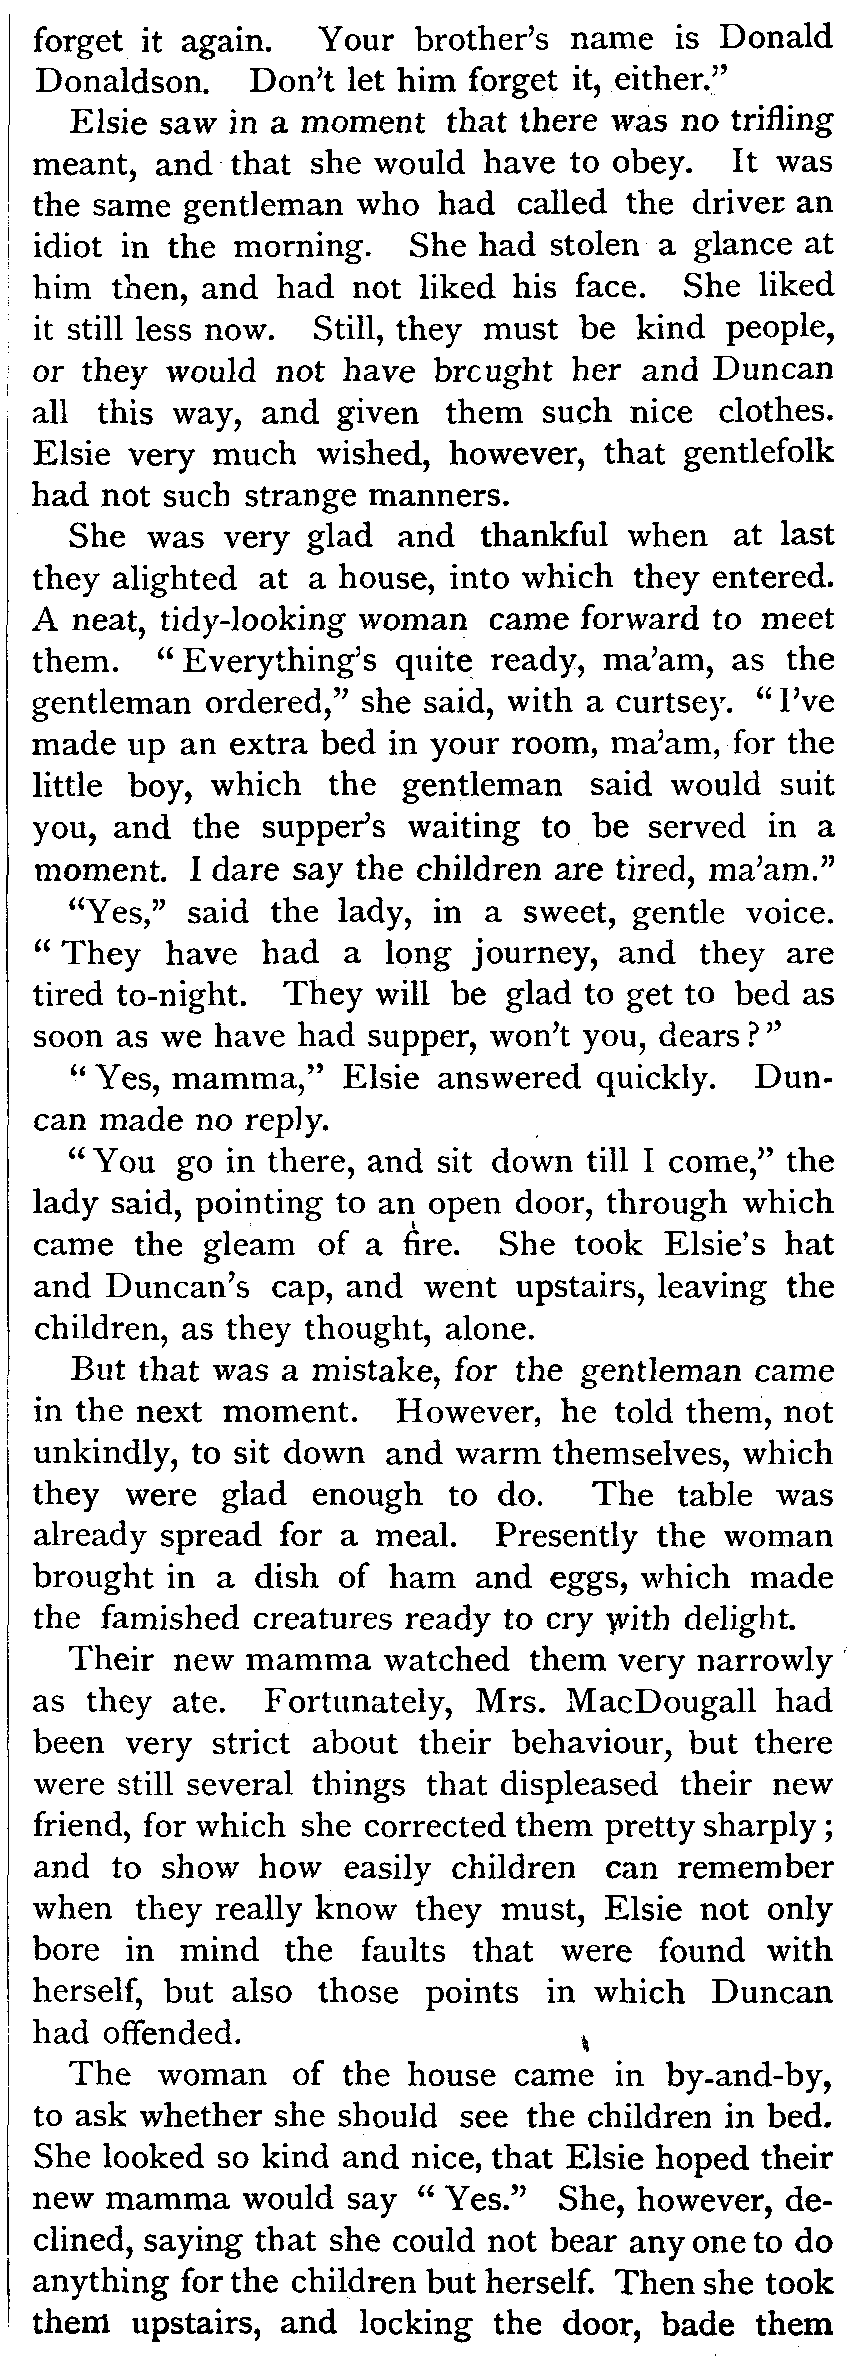 forget it again. Your brother's name is Donald
Donaldson. Don't let him forget it, either."
Elsie saw in a moment that there was no trifling
meant, and that she would have to obey. It was
the same gentleman who had called the driver an
idiot in the morning. She had stolen a glance at
him then, and had not liked his face. She liked
it still less now. Still, they must be kind people,
or they would not have brought her and Duncan
all this way, and given them such nice clothes.
Elsie very much wished, however, that gentlefolk
had not such strange manners.
She was very glad and thankful when at last
they alighted at a house, into which they entered.
A neat, tidy-looking woman came forward to meet
them. "Everything's quite ready, ma'am, as the
gentleman ordered," she said, with a curtsey. "I've
made up an extra bed in your room, ma'am, for the
little boy, which the gentleman said would suit
you, and the supper's waiting to be served in a
moment. I dare say the children are tired, ma'am."
"Yes," said the lady, in a sweet, gentle voice.
"They have had a long journey, and they are
tired to-night. They will be glad to get to bed as
soon as we have had supper, won't you, dears?"
"Yes, mamma," Elsie answered quickly. Dun-
can made no reply.
"You go in there, and sit down till I come," the
lady said, pointing to an open door, through which
came the gleam of a fire. She took Elsie's hat
and Duncan's cap, and went upstairs, leaving the
children, as they thought, alone.
But that was a mistake, for the gentleman came
in the next moment. However, he told them, not
unkindly, to sit down and warm themselves, which
they were glad enough to do. The table was
already spread for a meal. Presently the woman
brought in a dish of ham and eggs, which made
the famished creatures ready to cry with delight.
Their new mamma watched them very narrowly
as they ate. Fortunately, Mrs. MacDougall had
been very strict about their behaviour, but there
were still several things that displeased their new
friend, for which she corrected them pretty sharply;
and to show how easily children can remember
when they really know they must, Elsie not only
bore in mind the faults that were found with
herself, but also those points in which Duncan
had offended.
The woman of the house came in by-and-by,
to ask whether she should see the children in bed.
She looked so kind and nice, that Elsie hoped their
new mamma would say "Yes." She, however, de-
clined, saying that she could not bear any one to do
anything for the children but herself. Then she took
them upstairs, and locking the door, bade them